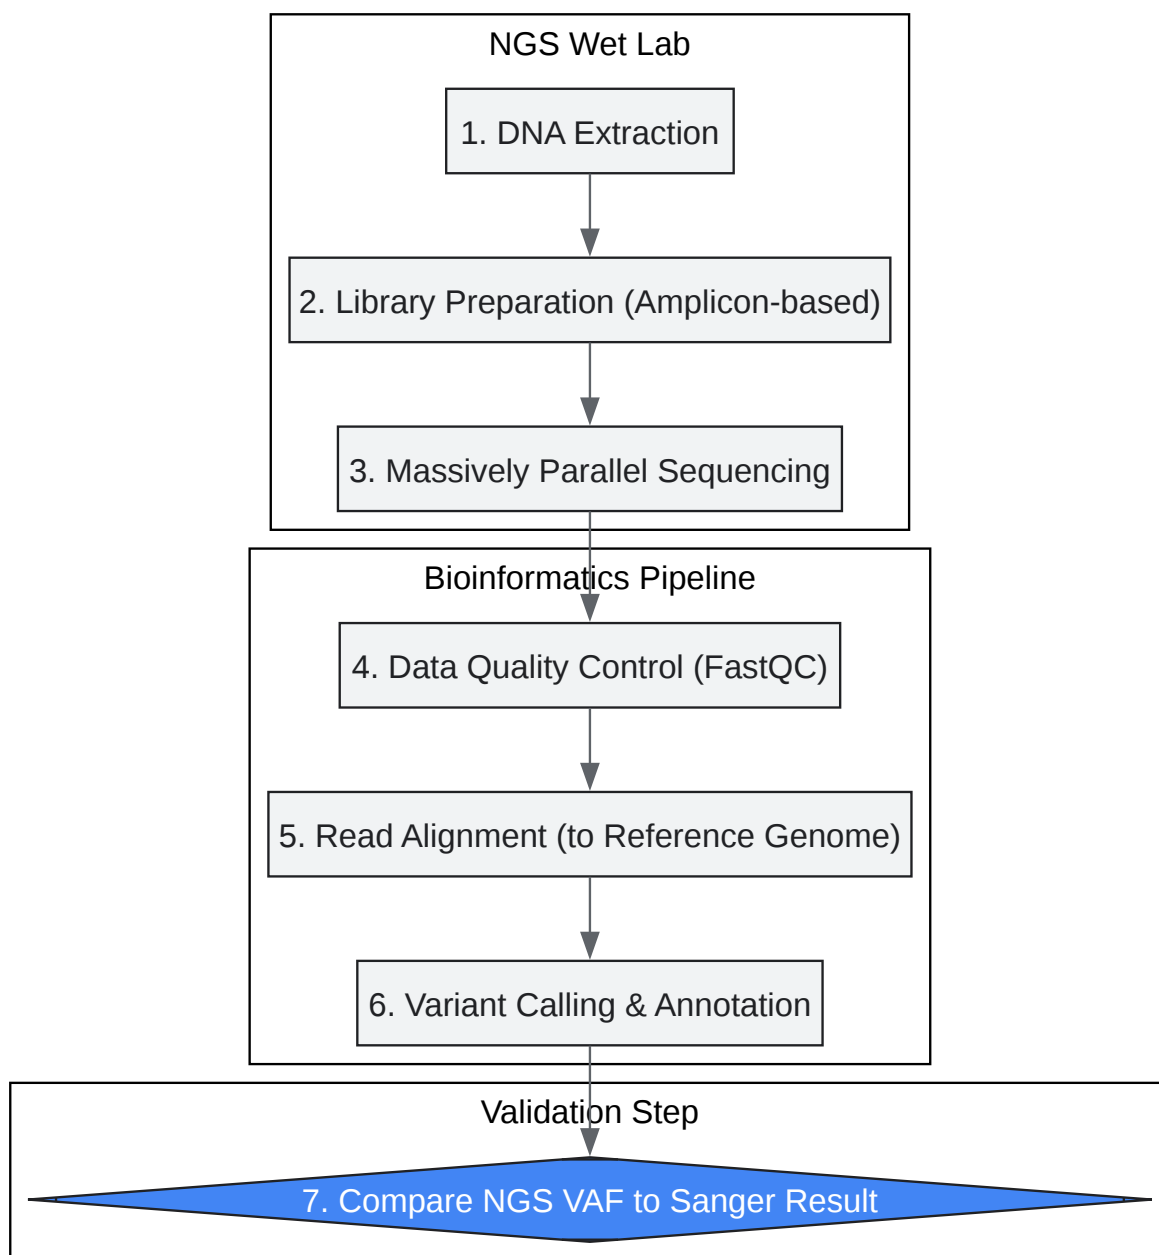 NGS Wet Lab
1. DNA Extraction
2. Library Preparation (Amplicon-based)
3. Massively Parallel Sequencing
Bioinformatics Pipeline
4. Data Quality Control (FastQC)
5. Read Alignment (to Reference Genome)
6. Variant Calling & Annotation
Validation Step
7. Compare NGS VAF to Sanger Result